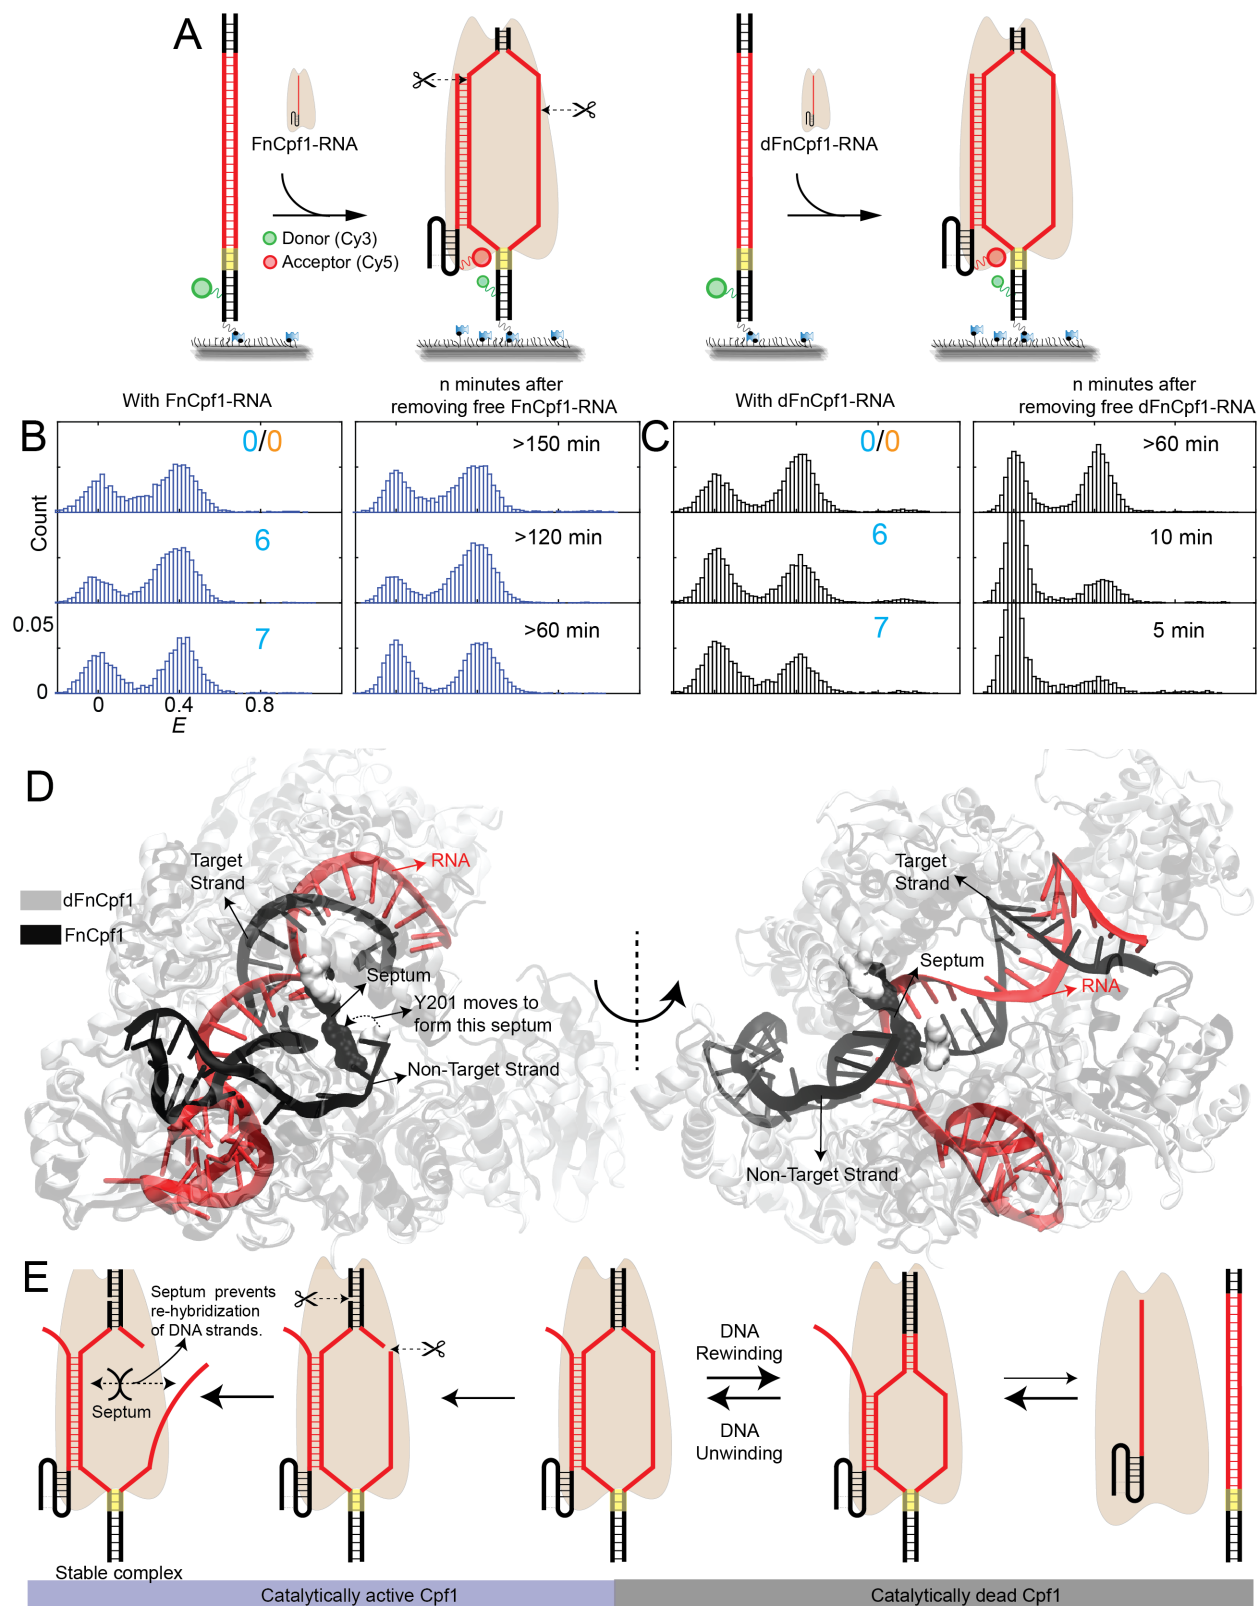 A
FnCpf1-RNA
Donor (Cy3)
Acceptor (Cy5)
dFnCpf1-RNA
With FnCpf1-RNA
n minutes after
removing free FnCpf1-RNA
With dFnCpf1-RNA
n minutes after
removing free dFnCpf1-RNA
B
0/0
>150 min
C
0/0
>60 min
Count
6
>120 min
6
10 min
0.05
7
>60 min
7
5 min
0
0 0.4 0.8
E
D
Target
Strand
RNA
dFnCpf1
FnCpf1
Septum
Y201 moves to
form this septum
Non-Target Strand
Target
Strand
Septum
RNA
Non-Target Strand
E
Septum prevents
re-hybridization
of DNA strands.
Septum
DNA
Rewinding
DNA
Unwinding
Stable complex
Catalytically active Cpf1
Catalytically dead Cpf1